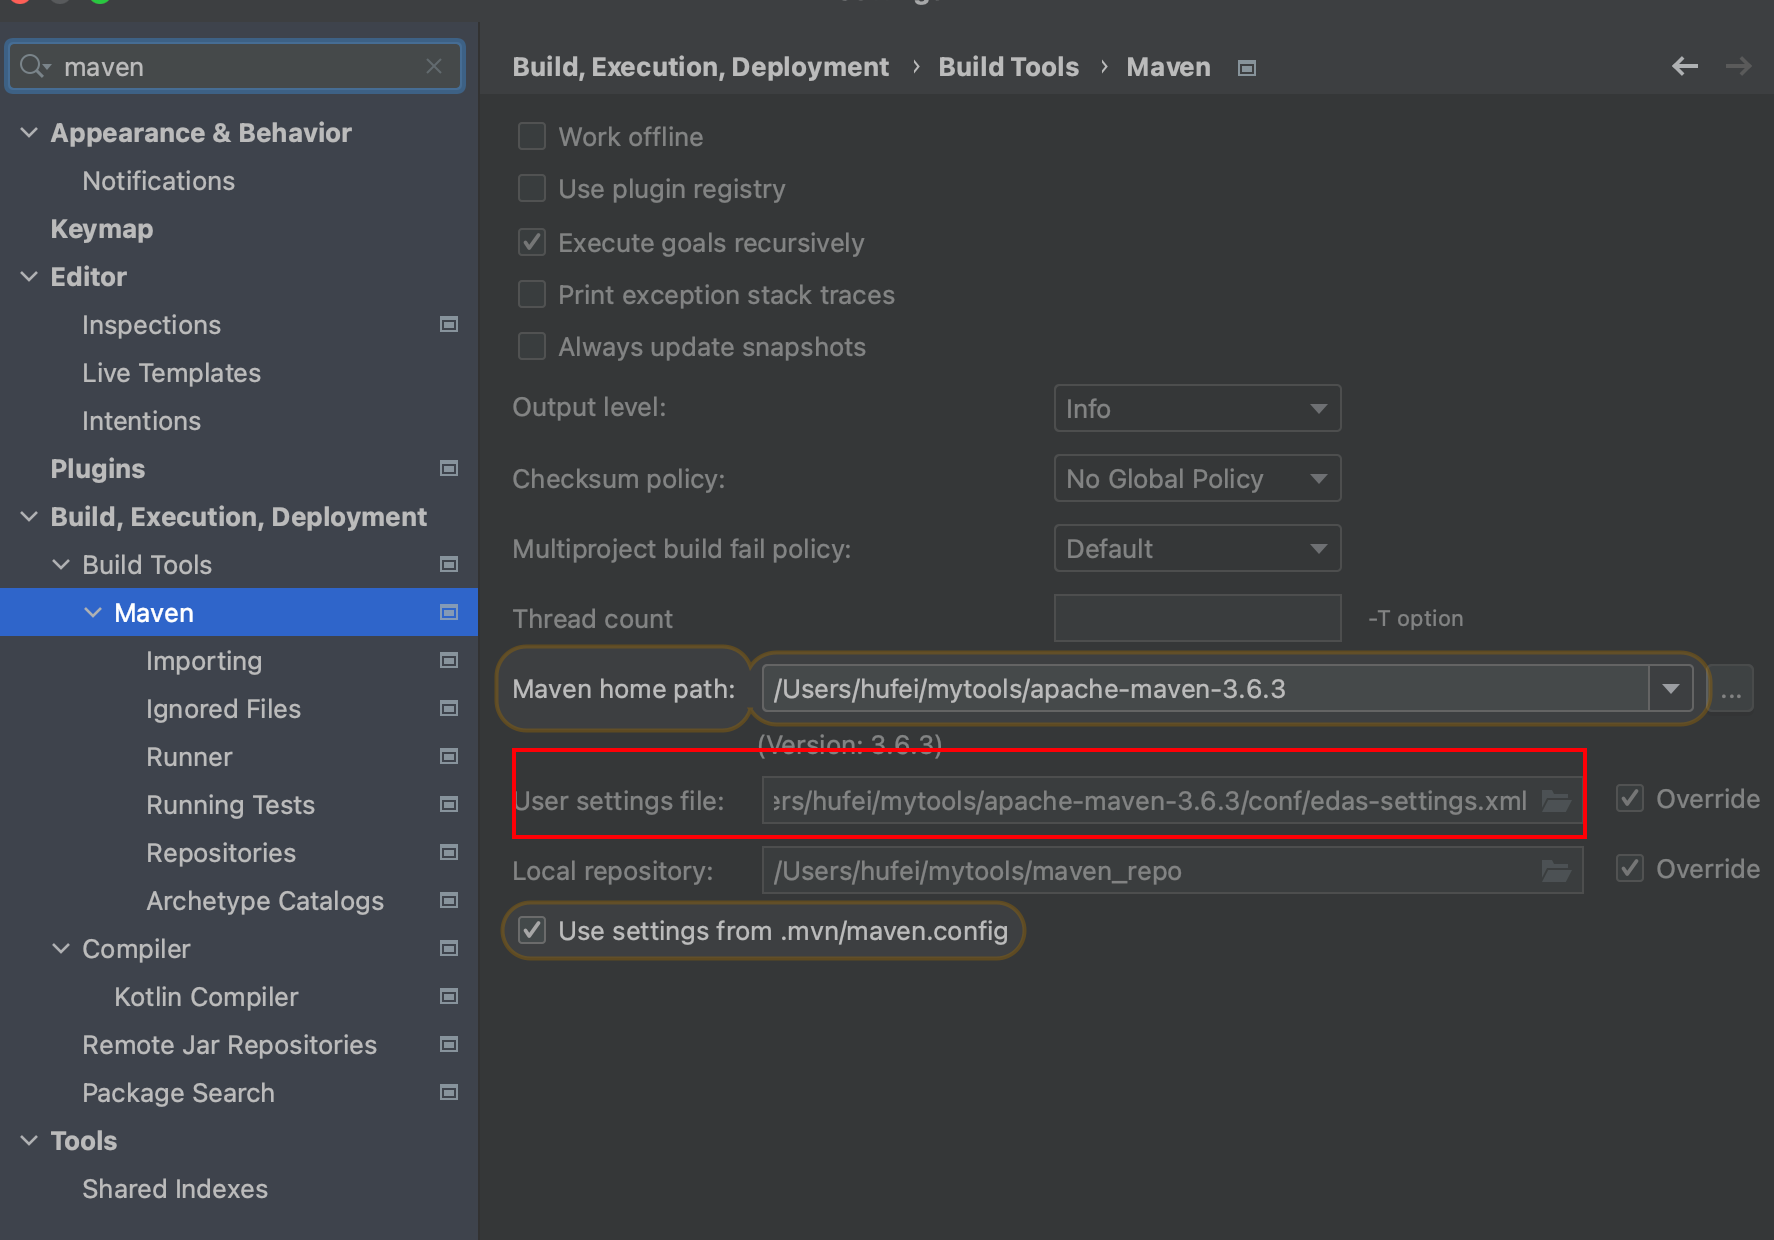 maven
Appearance & Behavior
Notifications
Keymap
Editor
Inspections
Live Templates
Intentions
Plugins
Build, Execution, Deployment
Build Tools
Maven
Importing
Ignored Files
Runner
Running Tests
Repositories
Archetype Catalogs
Compiler
Kotlin Compiler
Remote Jar Repositories
Package Search
Tools
Shared Indexes
Build, Execution, Deployment › Build Tools › Maven
Work offline
Use plugin registry
Execute goals recursively
Print exception stack traces
Always update snapshots
Output level: Info
Checksum policy: No Global Policy
Multiproject build fail policy: Default
Thread count -T option
Maven home path: /Users/hufei/mytools/apache-maven-3.6.3 ...
(Version: 3.6.3)
User settings file: ers/hufei/mytools/apache-maven-3.6.3/conf/edas-settings.xml Override
Local repository: /Users/hufei/mytools/maven_repo Override
Use settings from .mvn/maven.config